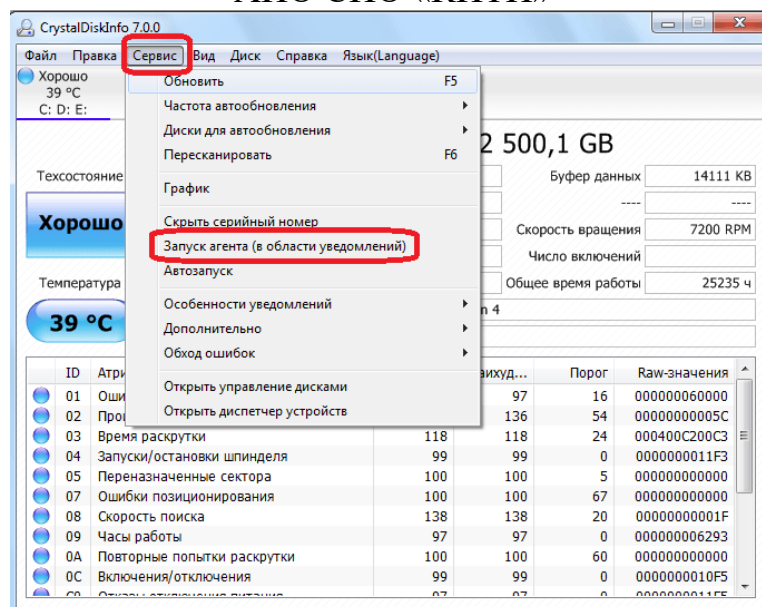 АНО СПО «КИТП»
CrystalDiskInfo 7.0.0
Файл Правка Сервис Вид Диск Справка Язык(Language)
Хорошо
39 °C
C: D: E:
Обновить F5
Частота автообновления
Диски для автообновления
Пересканировать F6
График
Скрыть серийный номер
Запуск агента (в области уведомлений)
Автозапуск
Особенности уведомлений
Дополнительно
Обход ошибок
Открыть управление дисками
Открыть диспетчер устройств
2 500,1 GB
Техсостояние
Хорошо
Температура
39 °C
Буфер данных 14111 KB
---- ----
Скорость вращения 7200 RPM
Число включений
Общее время работы 25235 ч
n 4
ID Порог Raw-значения
01 97 16 000000060000
02 136 54 00000000005C
03 Время раскрутки 118 118 24 000400C200C3
04 Запуски/остановки шпинделя 99 99 0 0000000011F3
05 Переназначенные сектора 100 100 5 000000000000
07 Ошибки позиционирования 100 100 67 000000000000
08 Скорость поиска 138 138 20 00000000001F
09 Часы работы 97 97 0 000000006293
0A Повторные попытки раскрутки 100 100 60 000000000000
0C Включения/отключения 99 99 0 0000000010F5